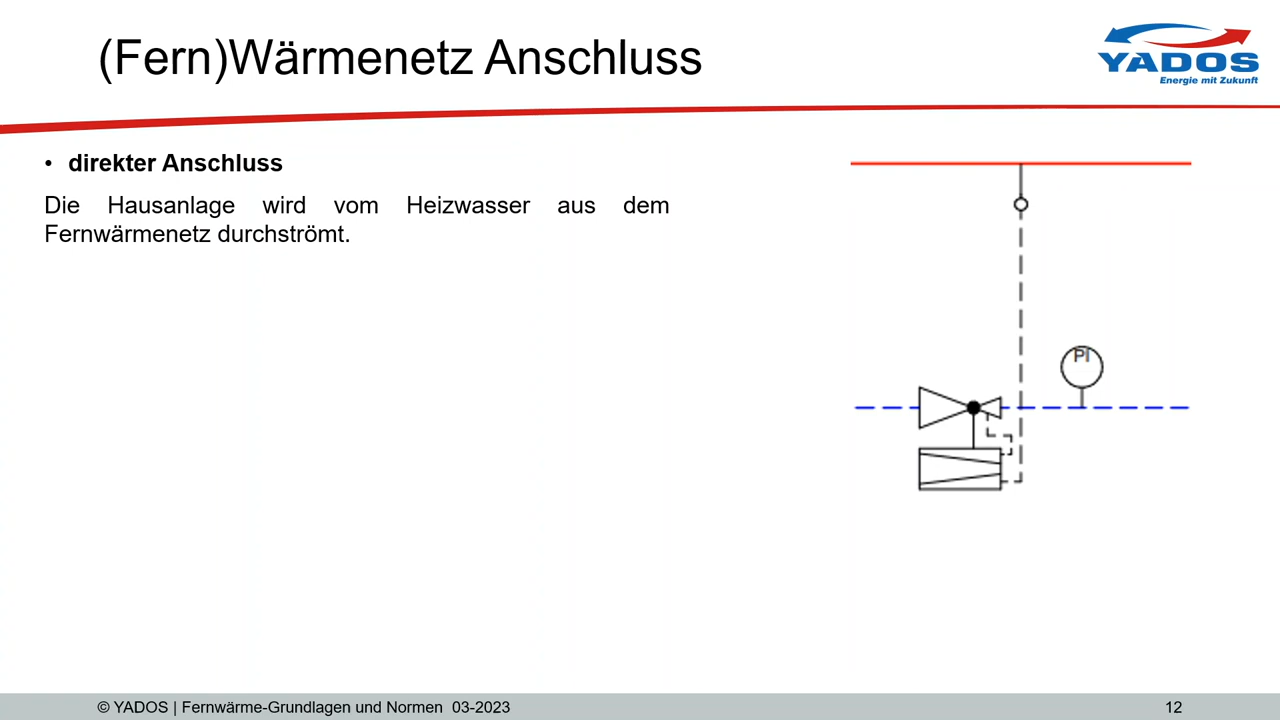 (Fern)Wärmenetz Anschluss
YADOS
Energie mit Zukunft
• direkter Anschluss
Die Hausanlage wird vom Heizwasser aus dem
Fernwärmenetz durchströmt.
PI
© YADOS | Fernwärme-Grundlagen und Normen 03-2023
12